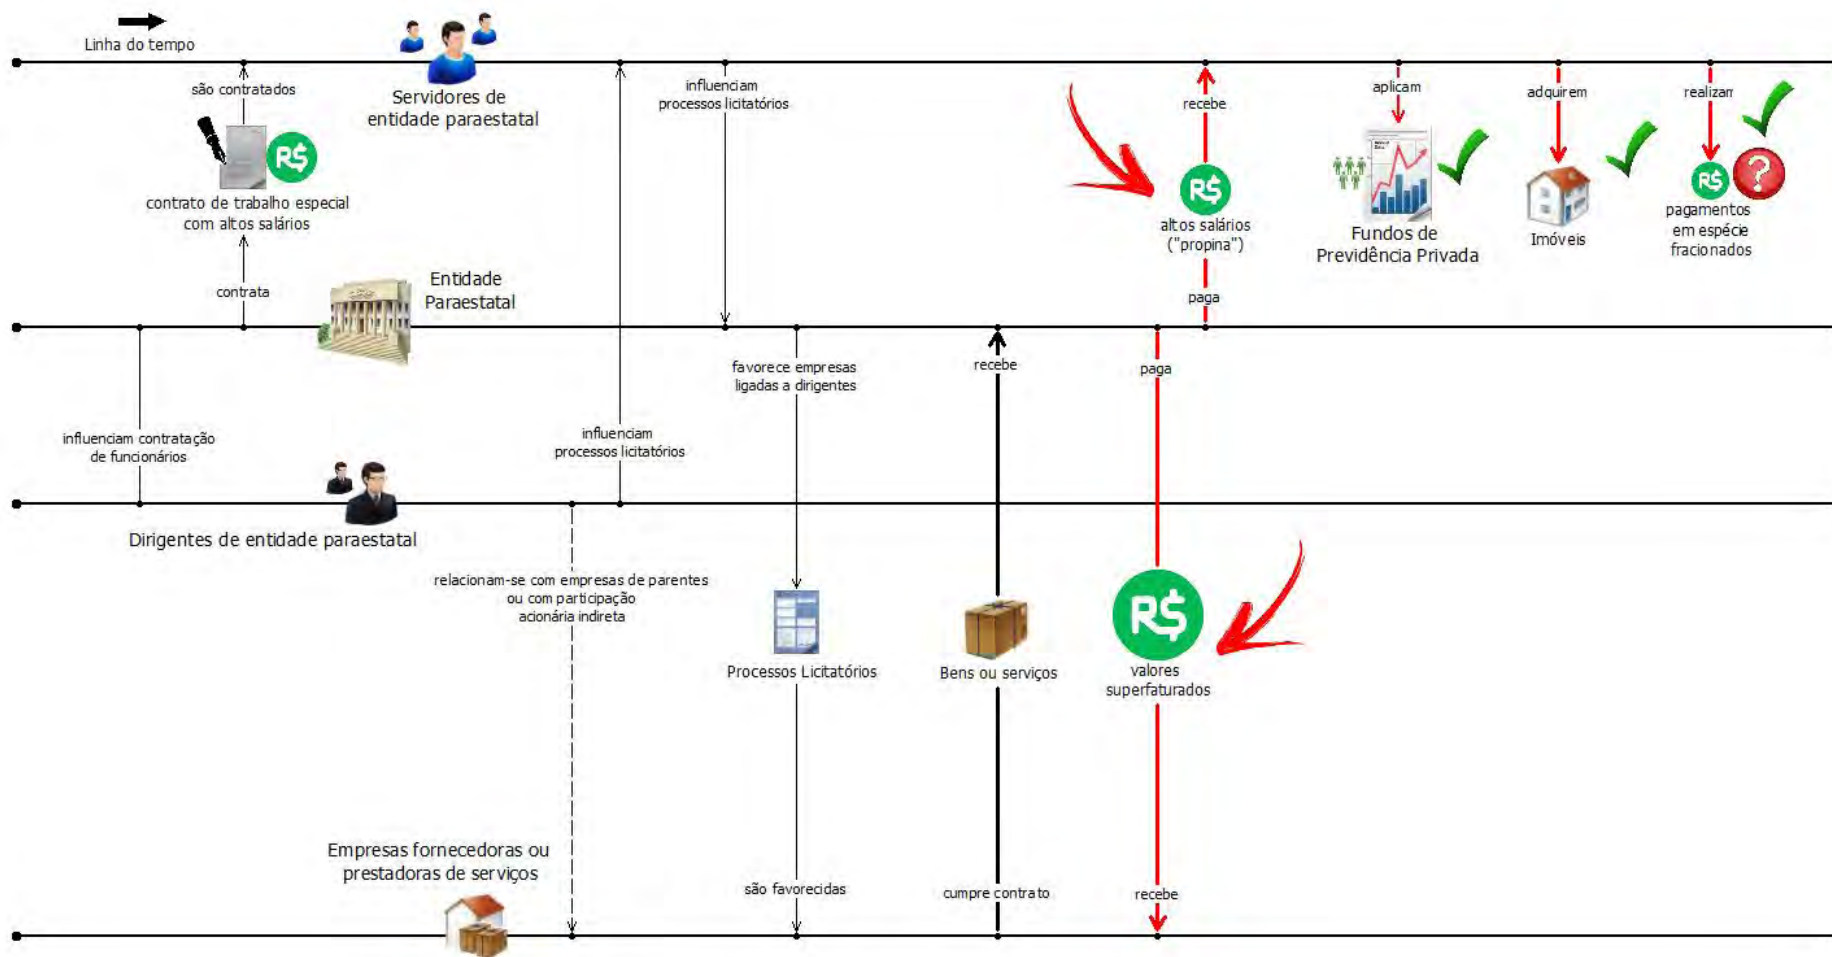 Linha do tempo
são contratados
Servidores de
entidade paraestatal
influenciam
processos licitatórios
recebe
aplicam
adquirem
realizam
R$
contrato de trabalho especial
com altos salários
R$
altos salários
("propina")
Fundos de
Previdência Privada
Imóveis
R$
?
pagamentos
em espécie
fracionados
contrata
Entidade
Paraestatal
paga
influenciam contratação
de funcionários
influenciam
processos licitatórios
favorece empresas
ligadas a dirigentes
recebe
paga
Dirigentes de entidade paraestatal
relacionam-se com empresas de parentes
ou com participação
acionária indireta
Processos Licitatórios
Bens ou serviços
R$
valores
superfaturados
Empresas fornecedoras ou
prestadoras de serviços
são favorecidas
cumpre contrato
recebe